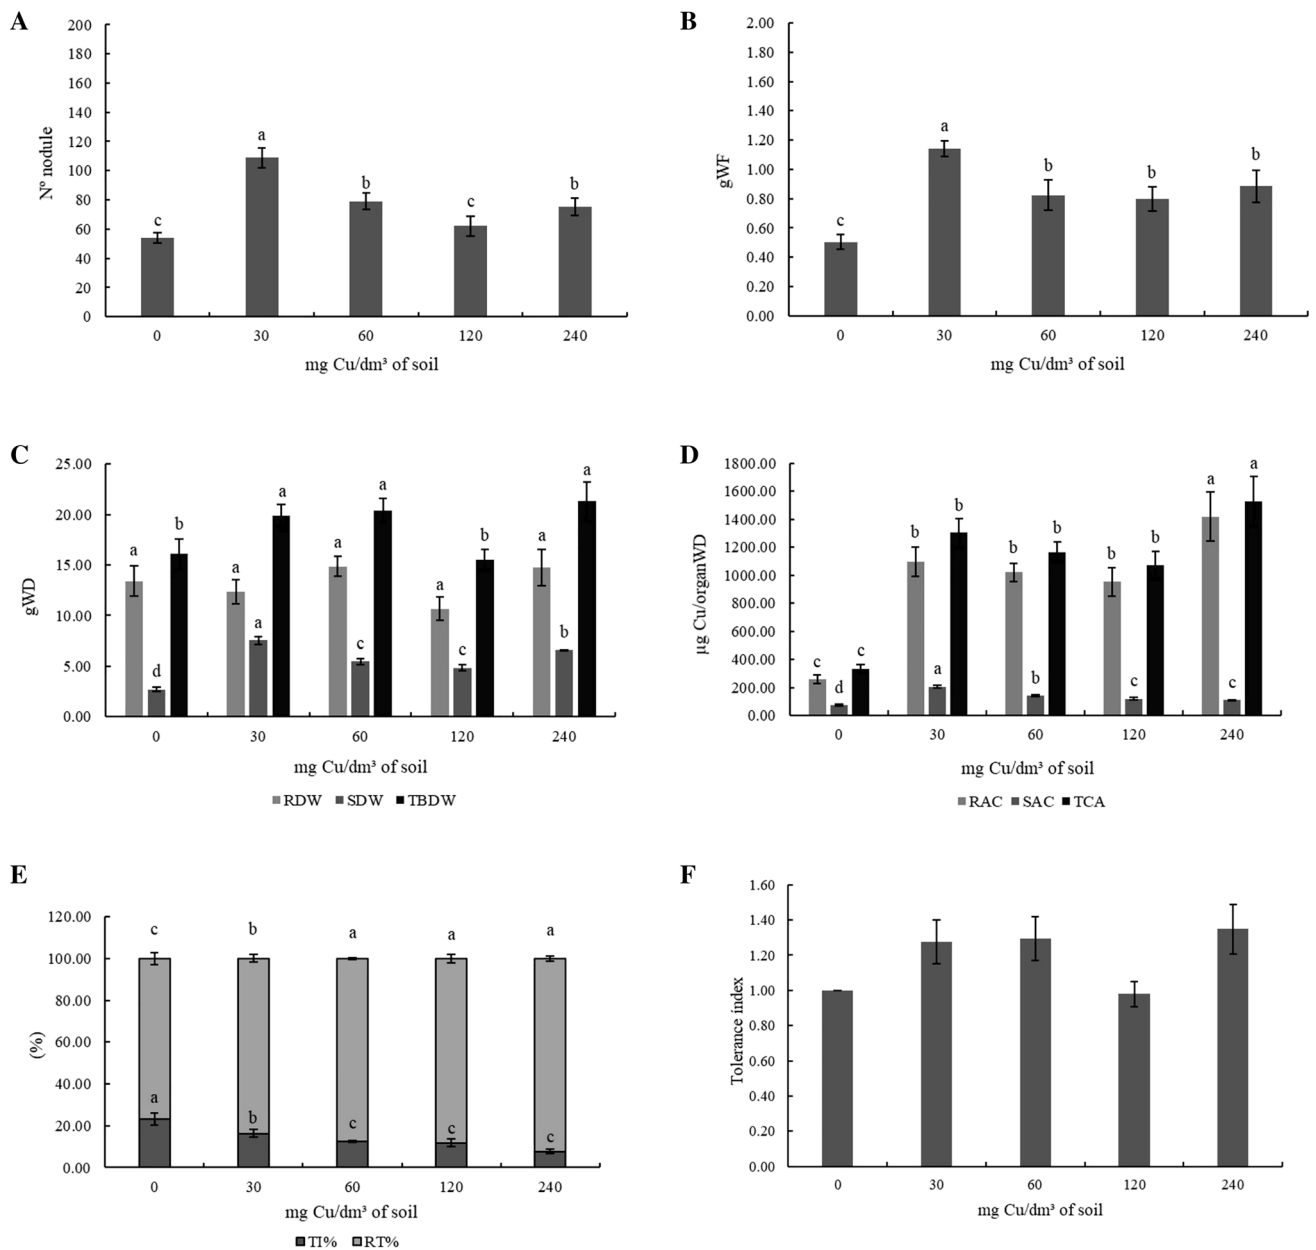 A
200
180
160
140
120
100
80
60
40
20
0
Nº nodule
c
a
b
c
b
0 30 60 120 240
mg Cu/dm³ of soil
B
2.00
1.80
1.60
1.40
1.20
1.00
0.80
0.60
0.40
0.20
0.00
gWF
c
a
b
b
b
0 30 60 120 240
mg Cu/dm³ of soil
C
25.00
20.00
15.00
10.00
5.00
0.00
gWD
a d b
a a a
a c a
a c b
a b a
0 30 60 120 240
mg Cu/dm³ of soil
RDW SDW TBDW
D
1800.00
1600.00
1400.00
1200.00
1000.00
800.00
600.00
400.00
200.00
0.00
µg Cu/organWD
c d c
b a b
b b b
b c b
a c a
0 30 60 120 240
mg Cu/dm³ of soil
RAC SAC TCA
E
120.00
100.00
80.00
60.00
40.00
20.00
0.00
(%)
c b a a a
a b c c c
0 30 60 120 240
mg Cu/dm³ of soil
TI% RT%
F
1.60
1.40
1.20
1.00
0.80
0.60
0.40
0.20
0.00
Tolerance index
0 30 60 120 240
mg Cu/dm³ of soil